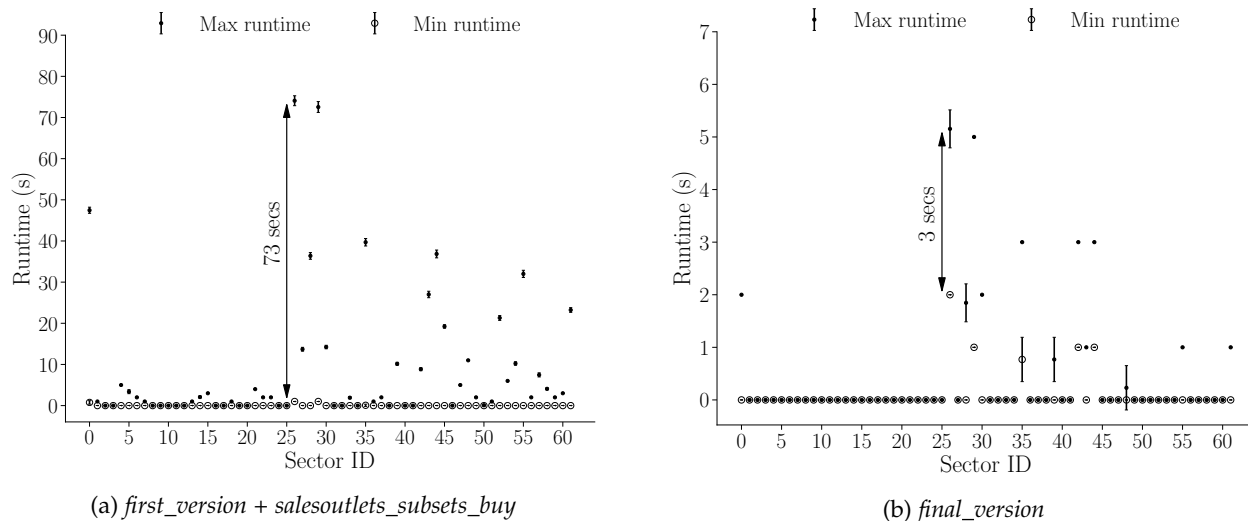 Max runtime Min runtime
90
80
70
60
50
40
30
20
10
0
Runtime (s)
73 secs
0 5 10 15 20 25 30 35 40 45 50 55 60
Sector ID
(a) first_version + salesoutlets_subsets_buy
Max runtime Min runtime
7
6
5
4
3
2
1
0
Runtime (s)
3 secs
0 5 10 15 20 25 30 35 40 45 50 55 60
Sector ID
(b) final_version